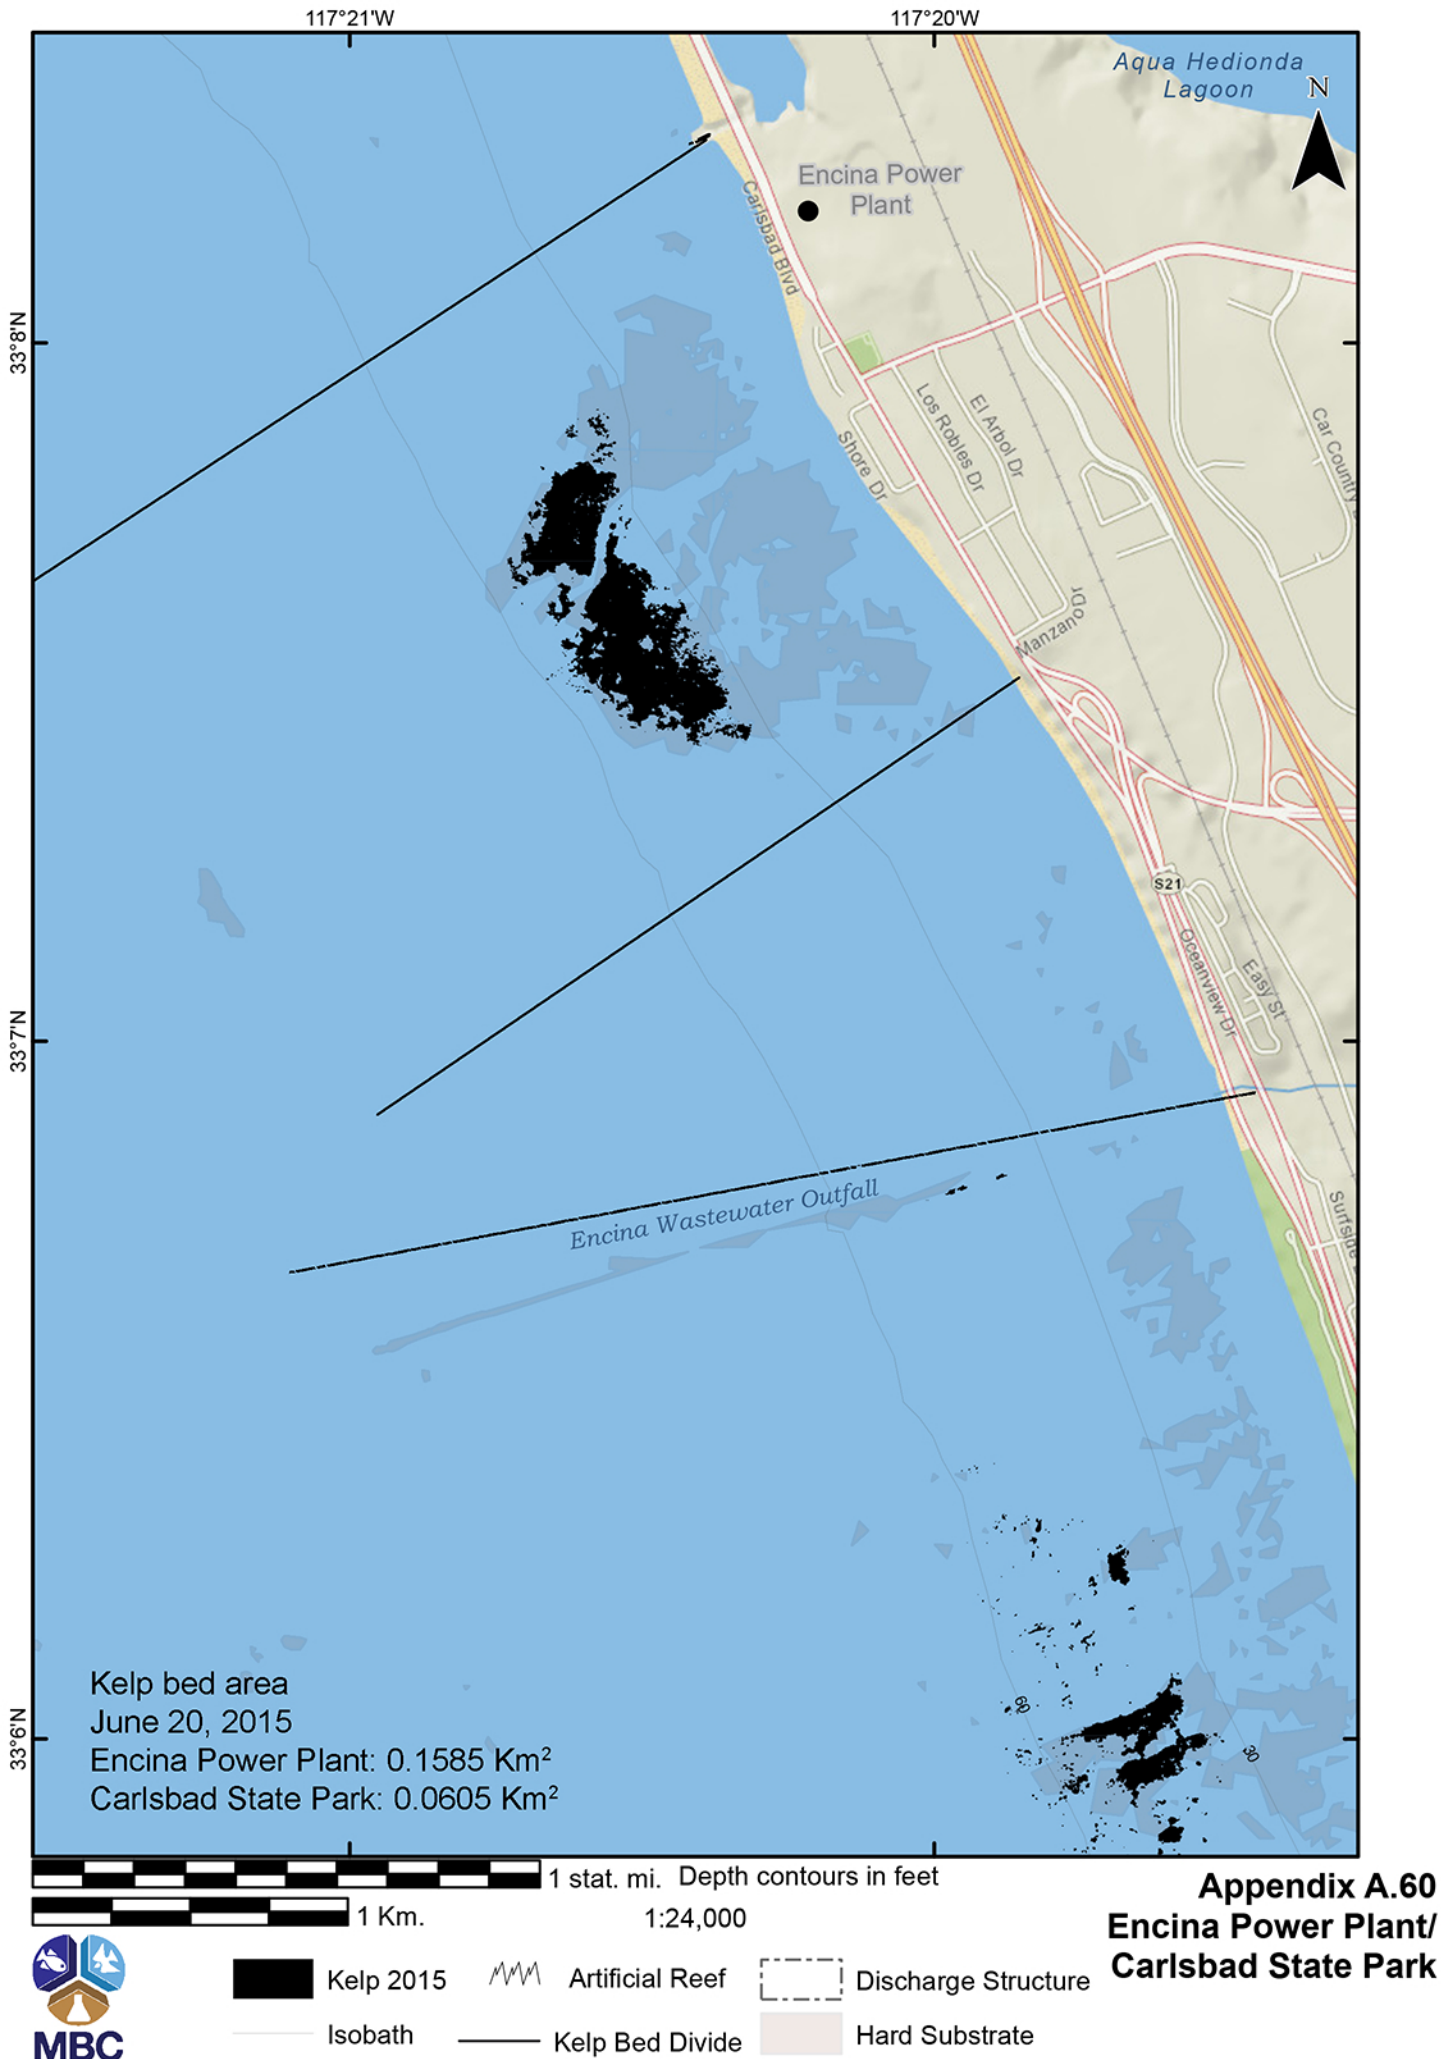 117°21'W
117°20'W
Aqua Hedionda
Lagoon
N
Encina Power
Plant
Carlsbad Blvd
33°8'N
Los Robles Dr
El Arbol Dr
Car Country
Shore Dr
Manzano Dr
S21
Oceanview Dr
Easy St
33°7'N
Encina Wastewater Outfall
Surfside
60
30
33°6'N
Kelp bed area
June 20, 2015
Encina Power Plant: 0.1585 Km²
Carlsbad State Park: 0.0605 Km²
1 stat. mi.
Depth contours in feet
1 Km.
1:24,000
Appendix A.60
Encina Power Plant/
Carlsbad State Park
Kelp 2015
Artificial Reef
Discharge Structure
Isobath
Kelp Bed Divide
Hard Substrate
MBC